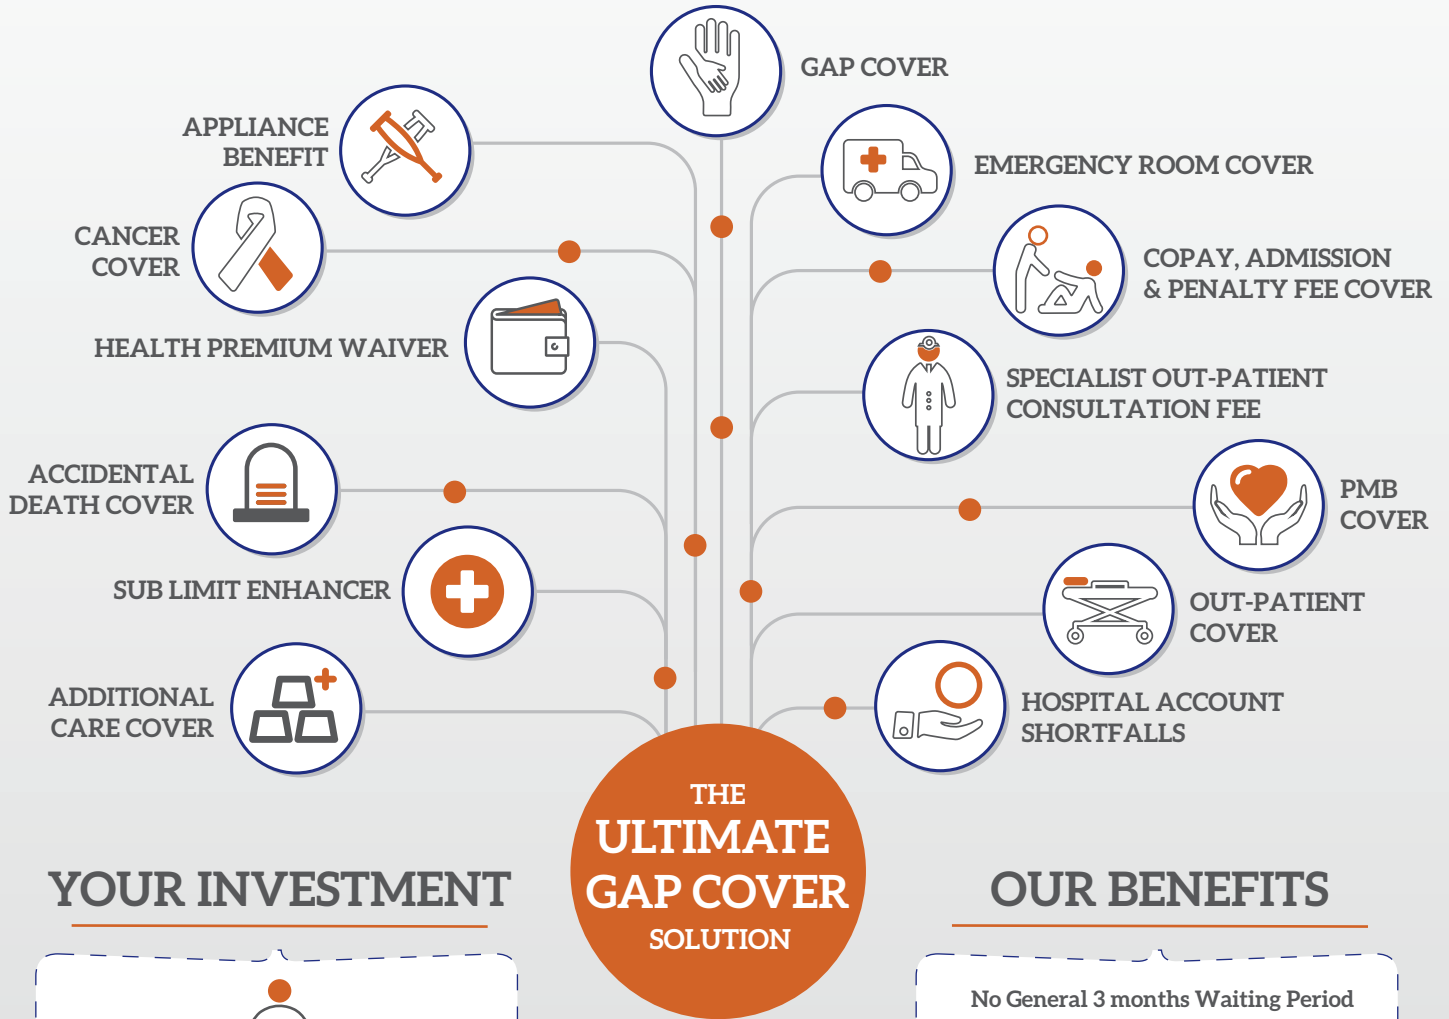 GAP COVER
APPLIANCE
BENEFIT
EMERGENCY ROOM COVER
CANCER
COVER
COPAY, ADMISSION
& PENALTY FEE COVER
HEALTH PREMIUM WAIVER
SPECIALIST OUT-PATIENT
CONSULTATION FEE
ACCIDENTAL
DEATH COVER
PMB
COVER
SUB LIMIT ENHANCER
OUT-PATIENT
COVER
ADDITIONAL
CARE COVER
HOSPITAL ACCOUNT
SHORTFALLS
THE
ULTIMATE
GAP COVER
SOLUTION
YOUR INVESTMENT
OUR BENEFITS
No General 3 months Waiting Period